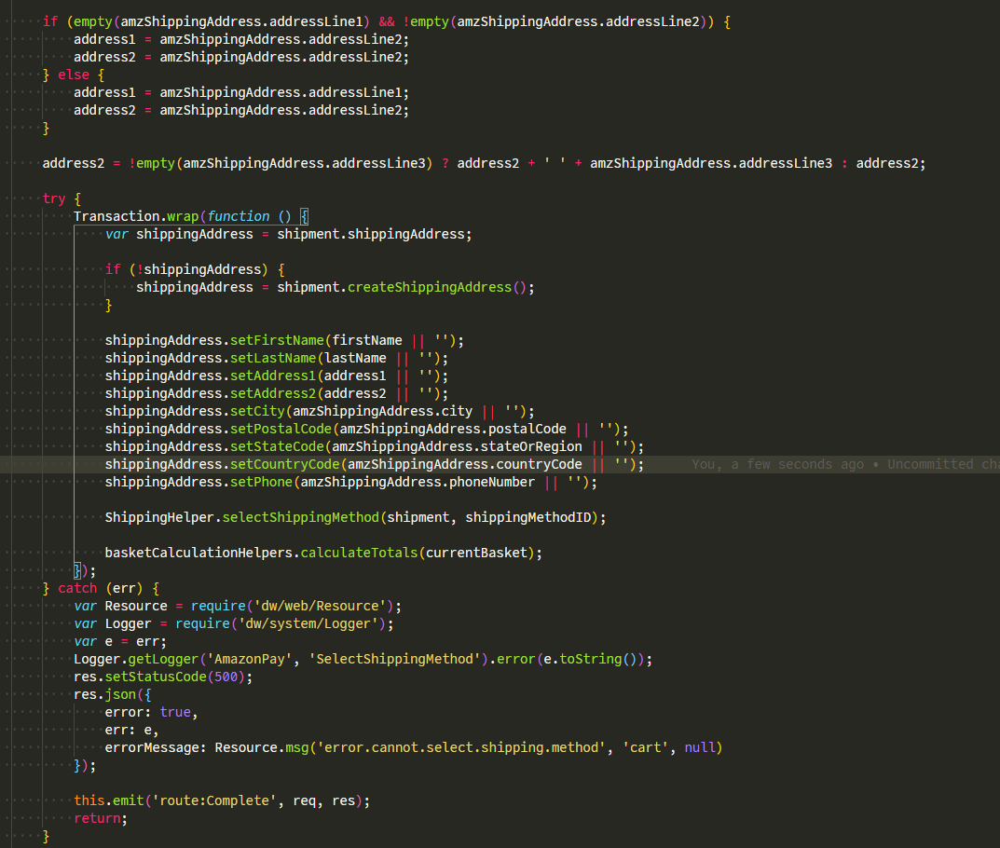 if (empty(amzShippingAddress.addressLine1) && !empty(amzShippingAddress.addressLine2)) {
address1 = amzShippingAddress.addressLine2;
address2 = amzShippingAddress.addressLine2;
} else {
address1 = amzShippingAddress.addressLine1;
address2 = amzShippingAddress.addressLine2;
}
address2 = !empty(amzShippingAddress.addressLine3) ? address2 + ' ' + amzShippingAddress.addressLine3 : address2;
try {
Transaction.wrap(function () {
var shippingAddress = shipment.shippingAddress;
if (!shippingAddress) {
shippingAddress = shipment.createShippingAddress();
}
shippingAddress.setFirstName(firstName || '');
shippingAddress.setLastName(lastName || '');
shippingAddress.setAddress1(address1 || '');
shippingAddress.setAddress2(address2 || '');
shippingAddress.setCity(amzShippingAddress.city || '');
shippingAddress.setPostalCode(amzShippingAddress.postalCode || '');
shippingAddress.setStateCode(amzShippingAddress.stateOrRegion || '');
shippingAddress.setCountryCode(amzShippingAddress.countryCode || ''); You, a few seconds ago • Uncommitted cha
shippingAddress.setPhone(amzShippingAddress.phoneNumber || '');
ShippingHelper.selectShippingMethod(shipment, shippingMethodID);
basketCalculationHelpers.calculateTotals(currentBasket);
});
} catch (err) {
var Resource = require('dw/web/Resource');
var Logger = require('dw/system/Logger');
var e = err;
Logger.getLogger('AmazonPay', 'SelectShippingMethod').error(e.toString());
res.setStatusCode(500);
res.json({
error: true,
err: e,
errorMessage: Resource.msg('error.cannot.select.shipping.method', 'cart', null)
});
this.emit('route:Complete', req, res);
return;
}